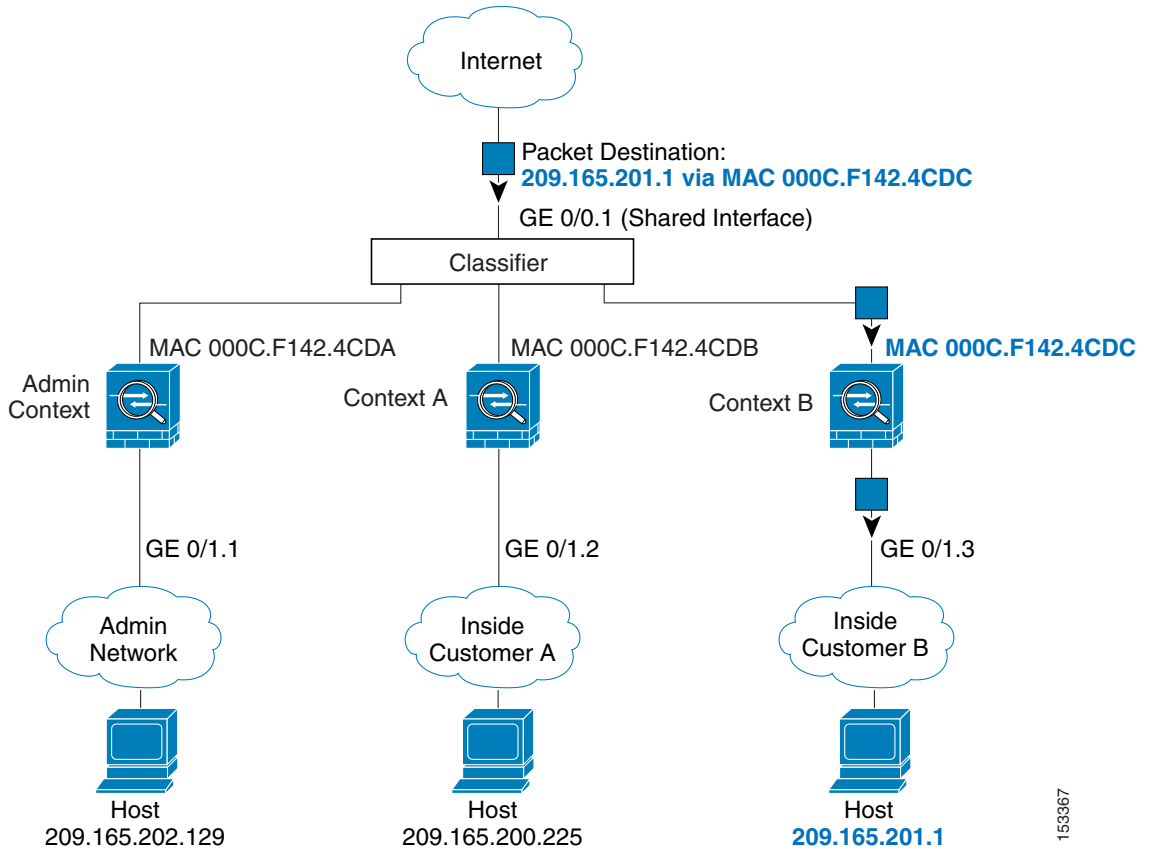 Internet
Packet Destination:
209.165.201.1 via MAC 000C.F142.4CDC
GE 0/0.1 (Shared Interface)
Classifier
MAC 000C.F142.4CDA
MAC 000C.F142.4CDB
MAC 000C.F142.4CDC
Admin
Context
Context A
Context B
GE 0/1.1
GE 0/1.2
GE 0/1.3
Admin
Network
Inside
Customer A
Inside
Customer B
Host
209.165.202.129
Host
209.165.200.225
Host
209.165.201.1
153367